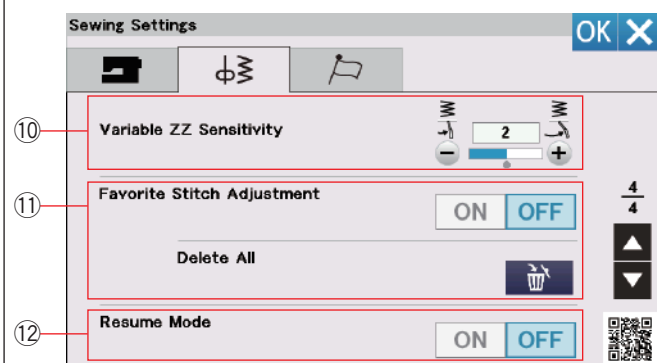 Sewing Settings
OK
⑩ Variable ZZ Sensitivity
2
⑪ Favorite Stitch Adjustment
ON OFF
4
4
Delete All
⑫ Resume Mode
ON OFF